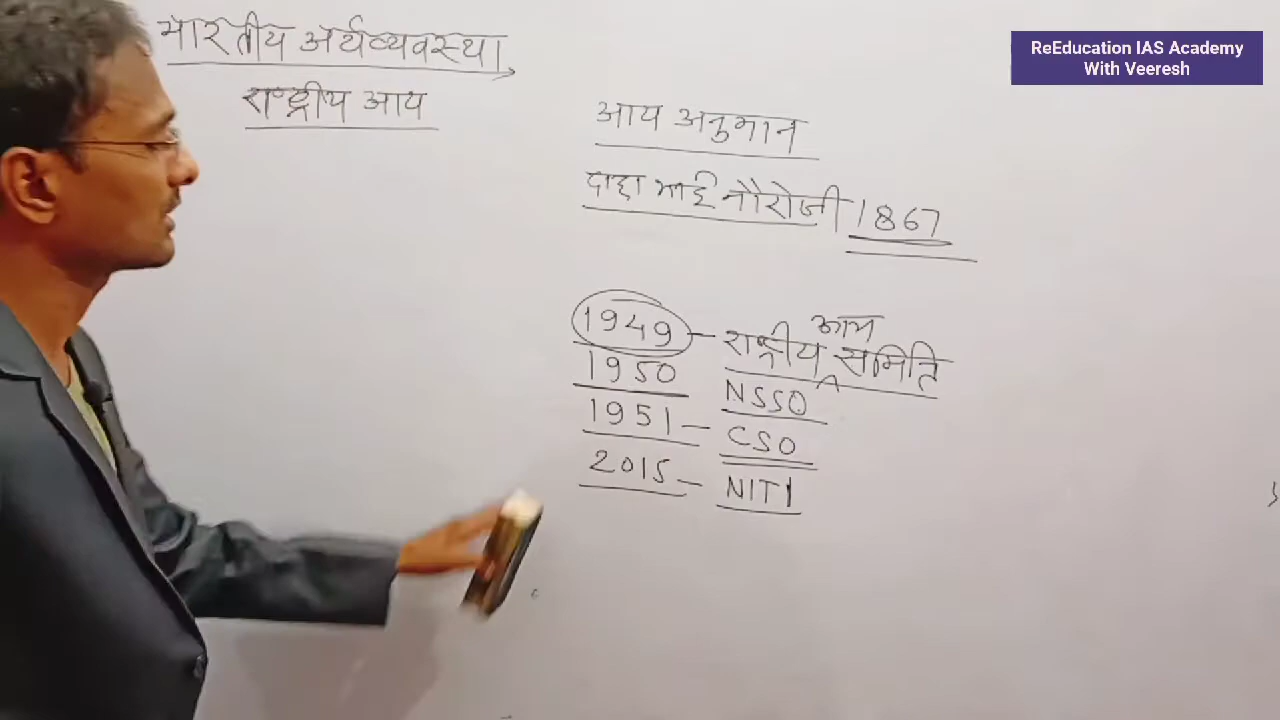 भारतीय अर्थव्यवस्था
राष्ट्रीय आय
ReEducation IAS Academy
With Veeresh
आय अनुमान
दादा भाई नौरोजी 1867
1949 - राष्ट्रीय आय समिति
1950 NSSO
1951 - CSO
2015 - NITI